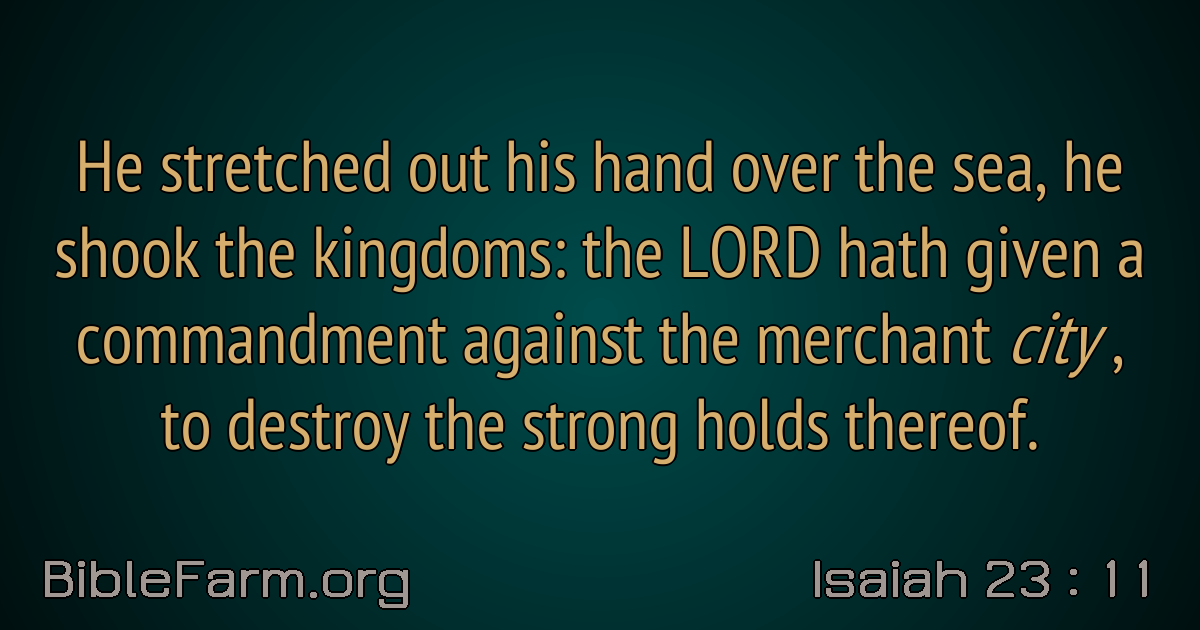 He stretched out his hand over the sea, he
shook the kingdoms: the LORD hath given a
commandment against the merchant city ,
to destroy the strong holds thereof.
BibleFarm.org
Isaiah 23 : 11